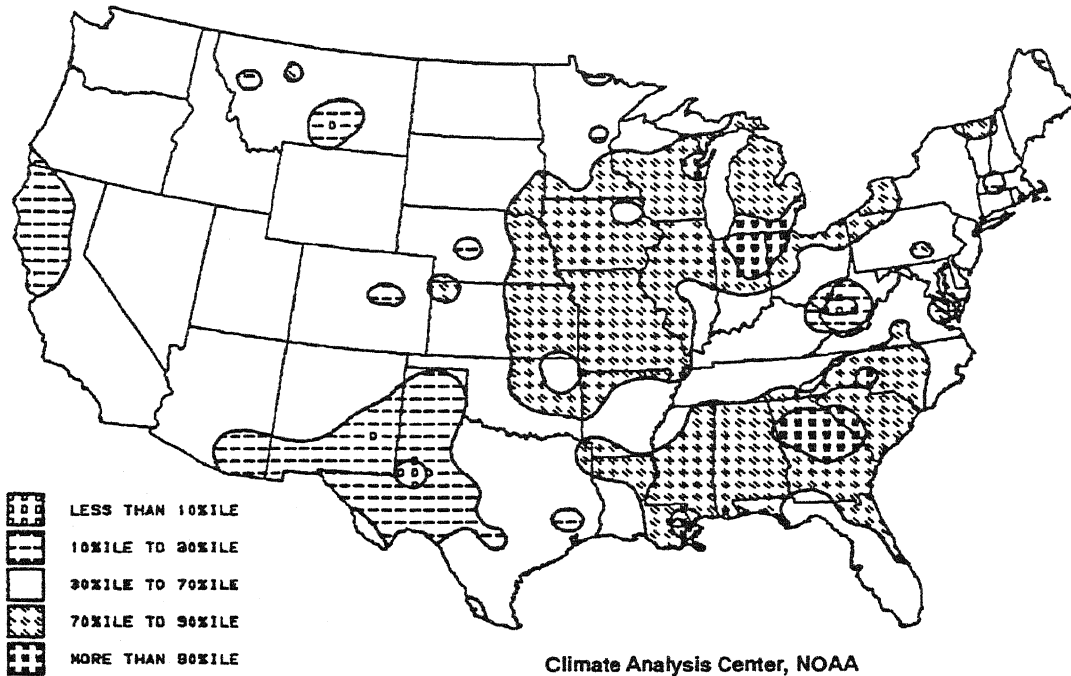 LESS THAN 10%ILE
10%ILE TO 30%ILE
30%ILE TO 70%ILE
70%ILE TO 90%ILE
MORE THAN 90%ILE
Climate Analysis Center, NOAA